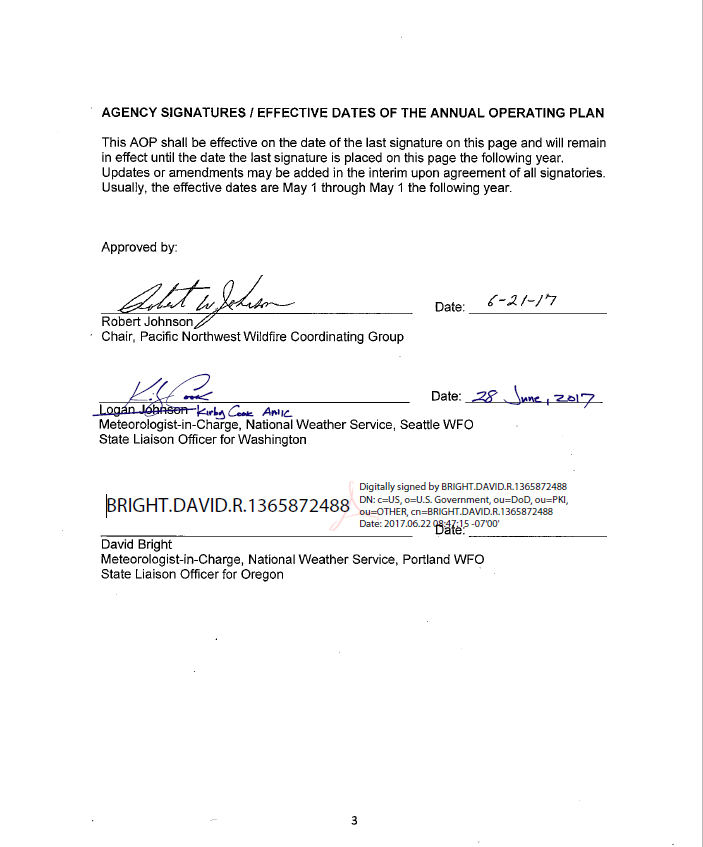 AGENCY SIGNATURES / EFFECTIVE DATES OF THE ANNUAL OPERATING PLAN
This AOP shall be effective on the date of the last signature on this page and will remain
in effect until the date the last signature is placed on this page the following year.
Updates or amendments may be added in the interim upon agreement of all signatories.
Usually, the effective dates are May 1 through May 1 the following year.
Approved by:
Robert W Johnson
Date: 6-21-17
Robert Johnson
Chair, Pacific Northwest Wildfire Coordinating Group
K. Cook
Date: 28 June, 2017
Logan Johnson Kirby Cook AMIC
Meteorologist-in-Charge, National Weather Service, Seattle WFO
State Liaison Officer for Washington
BRIGHT.DAVID.R.1365872488
Digitally signed by BRIGHT.DAVID.R.1365872488
DN: c=US, o=U.S. Government, ou=DoD, ou=PKI,
ou=OTHER, cn=BRIGHT.DAVID.R.1365872488
Date: 2017.06.22 08:47:15 -07'00'
Date:
David Bright
Meteorologist-in-Charge, National Weather Service, Portland WFO
State Liaison Officer for Oregon
3